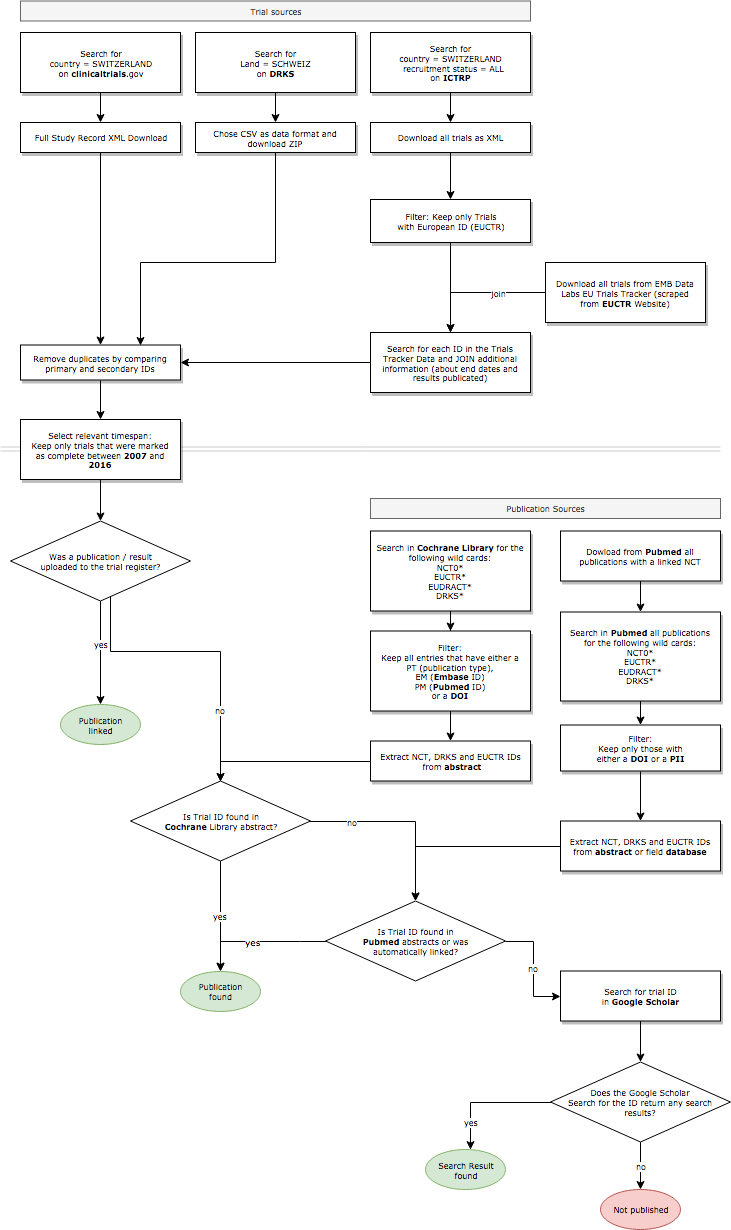 Trial sources
Search for
country = SWITZERLAND
on clinicaltrials.gov
Search for
Land = SCHWEIZ
on DRKS
Search for
country = SWITZERLAND
recruitment status = ALL
on ICTRP
Full Study Record XML Download
Chose CSV as data format and
download ZIP
Download all trials as XML
Filter: Keep only Trials
with European ID (EUCTR)
join
Download all trials from EMB Data
Labs EU Trials Tracker (scraped
from EUCTR Website)
Remove duplicates by comparing
primary and secondary IDs
Search for each ID in the Trials
Tracker Data and JOIN additional
information (about end dates and
results publicated)
Select relevant timespan:
Keep only trials that were marked
as complete between 2007 and
2016
Publication Sources
Was a publication / result
uploaded to the trial register?
Search in Cochrane Library for the
following wild cards:
NCT0*
EUCTR*
EUDRACT*
DRKS*
Dowload from Pubmed all
publications with a linked NCT
Search in Pubmed all publications
for the following wild cards:
NCT0*
EUCTR*
EUDRACT*
DRKS*
yes
Filter:
Keep all entries that have either a
PT (publication type),
EM (Embase ID)
PM (Pubmed ID)
or a DOI
Publication
linked
no
Filter:
Keep only those with
either a DOI or a PII
Extract NCT, DRKS and EUCTR IDs
from abstract
Is Trial ID found in
Cochrane Library abstract?
no
Extract NCT, DRKS and EUCTR IDs
from abstract or field database
yes
yes
Is Trial ID found in
Pubmed abstracts or was
automatically linked?
no
Publication
found
Search for trial ID
in Google Scholar
Does the Google Scholar
Search for the ID return any search
results?
yes
Search Result
found
no
Not published